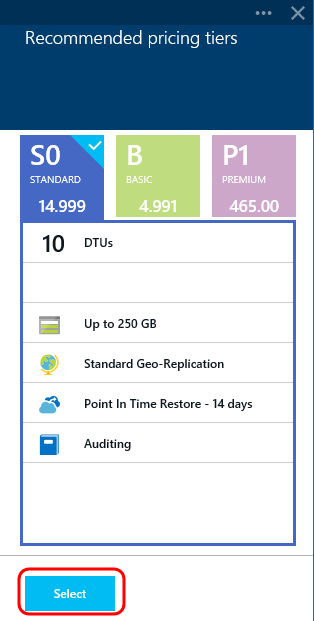 Recommended pricing tiers
S0 B P1
STANDARD BASIC PREMIUM
14.999 4.991 465.00
10 DTUs
Up to 250 GB
Standard Geo-Replication
Point In Time Restore - 14 days
Auditing
Select